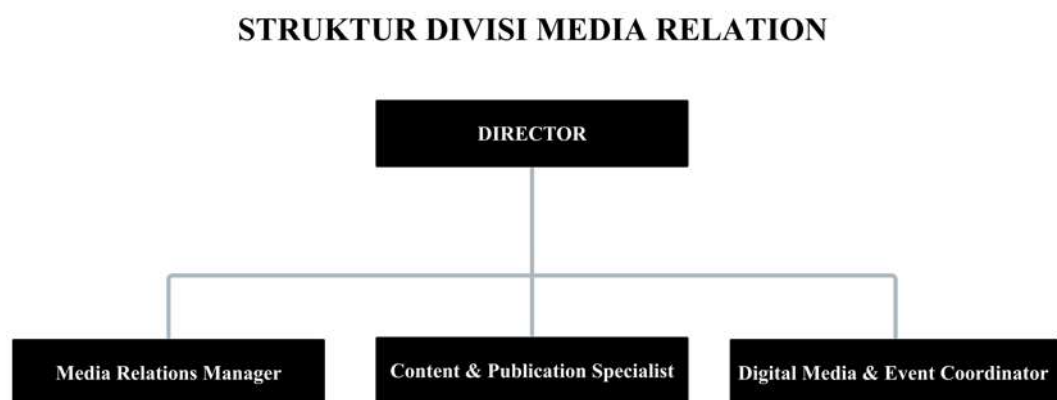 STRUKTUR DIVISI MEDIA RELATION
DIRECTOR
Media Relations Manager
Content & Publication Specialist
Digital Media & Event Coordinator